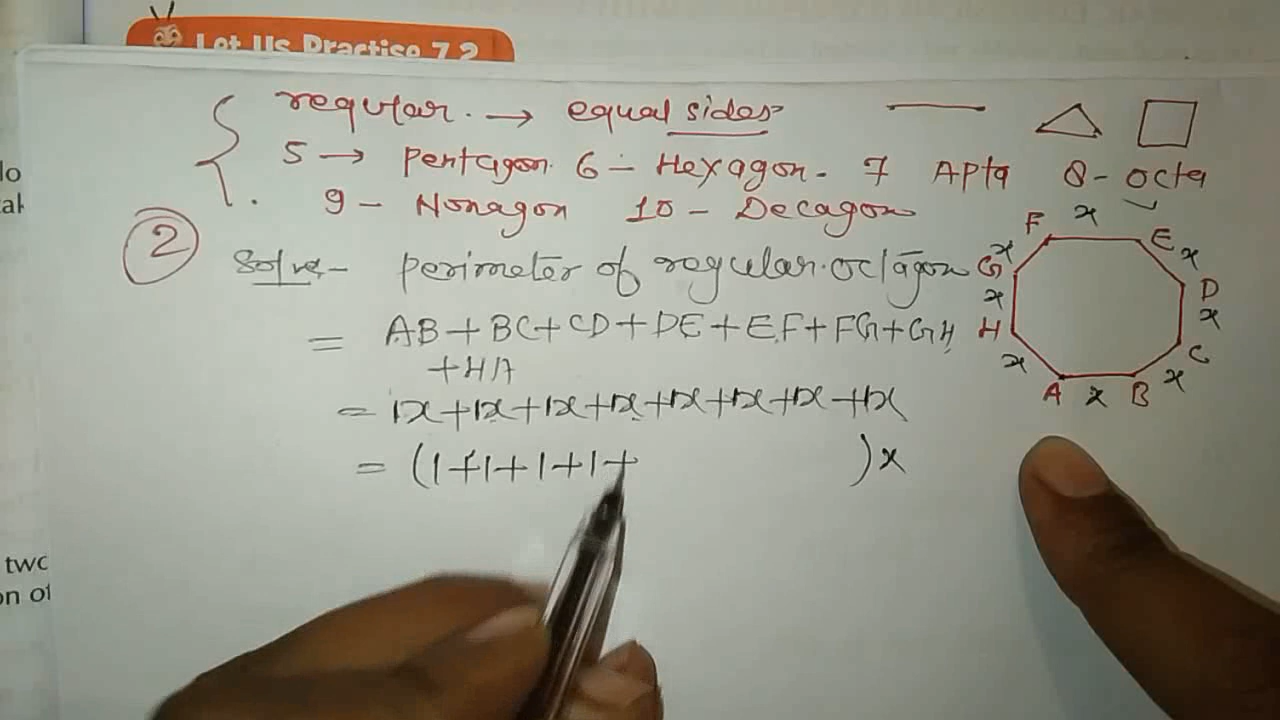 Let Us Practise 7.2
regular. → equal sides
5 → Pentagon. 6 - Hexagon. 7 Apta 8 - octa
9 - Nonagon 10 - Decagon
2
Solve - perimeter of regular octagon
= AB + BC + CD + DE + EF + FG + GH
+ HA
= 1x + 1x + 1x + 1x + 1x + 1x + 1x + 1x
= (1 + 1 + 1 + 1 + ) x
F x E
x G x
x D
H x
x C
A x B x
two
on of